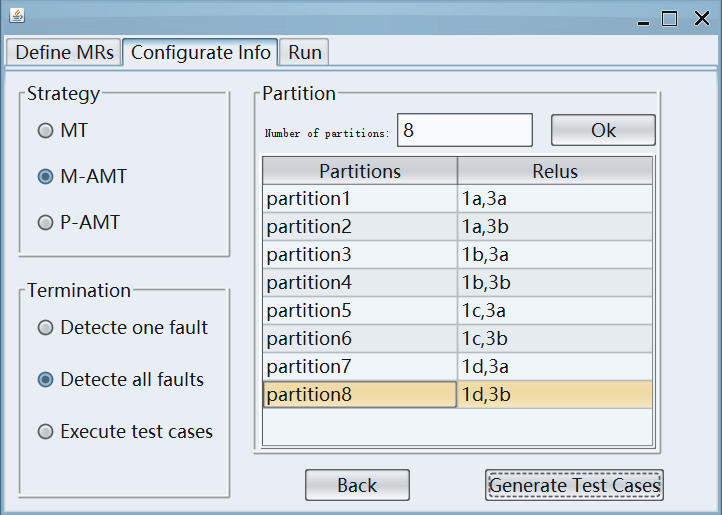 Define MRs Configurate Info Run
Strategy
MT
M-AMT
P-AMT
Termination
Detecte one fault
Detecte all faults
Execute test cases
Partition
Number of partitions: 8 Ok
Partitions Relus
partition1 1a,3a
partition2 1a,3b
partition3 1b,3a
partition4 1b,3b
partition5 1c,3a
partition6 1c,3b
partition7 1d,3a
partition8 1d,3b
Back Generate Test Cases